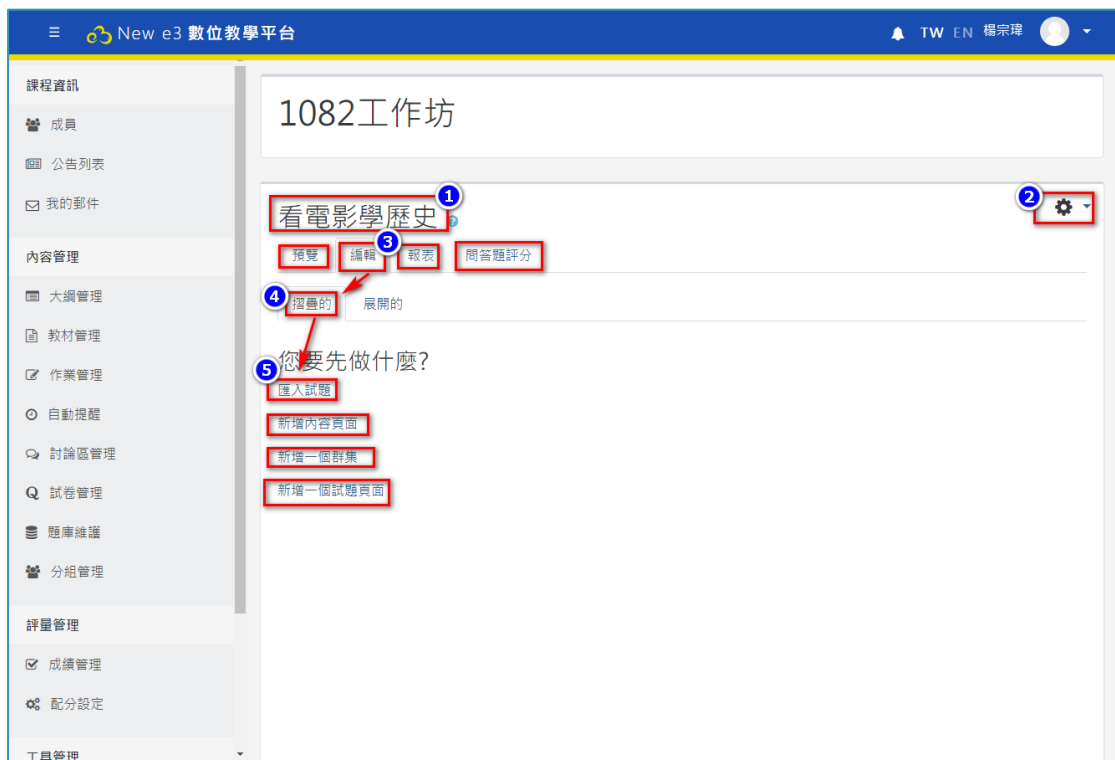 New e3 數位教學平台
TW EN 楊宗瑋
課程資訊
成員
公告列表
我的郵件
內容管理
大綱管理
教材管理
作業管理
自動提醒
討論區管理
試卷管理
題庫維護
分組管理
評量管理
成績管理
配分設定
工具管理
1082工作坊
1
2
看電影學歷史
3
預覽 編輯 報表 問答題評分
4
摺疊的 展開的
您要先做什麼?
5
匯入試題
新增內容頁面
新增一個群集
新增一個試題頁面